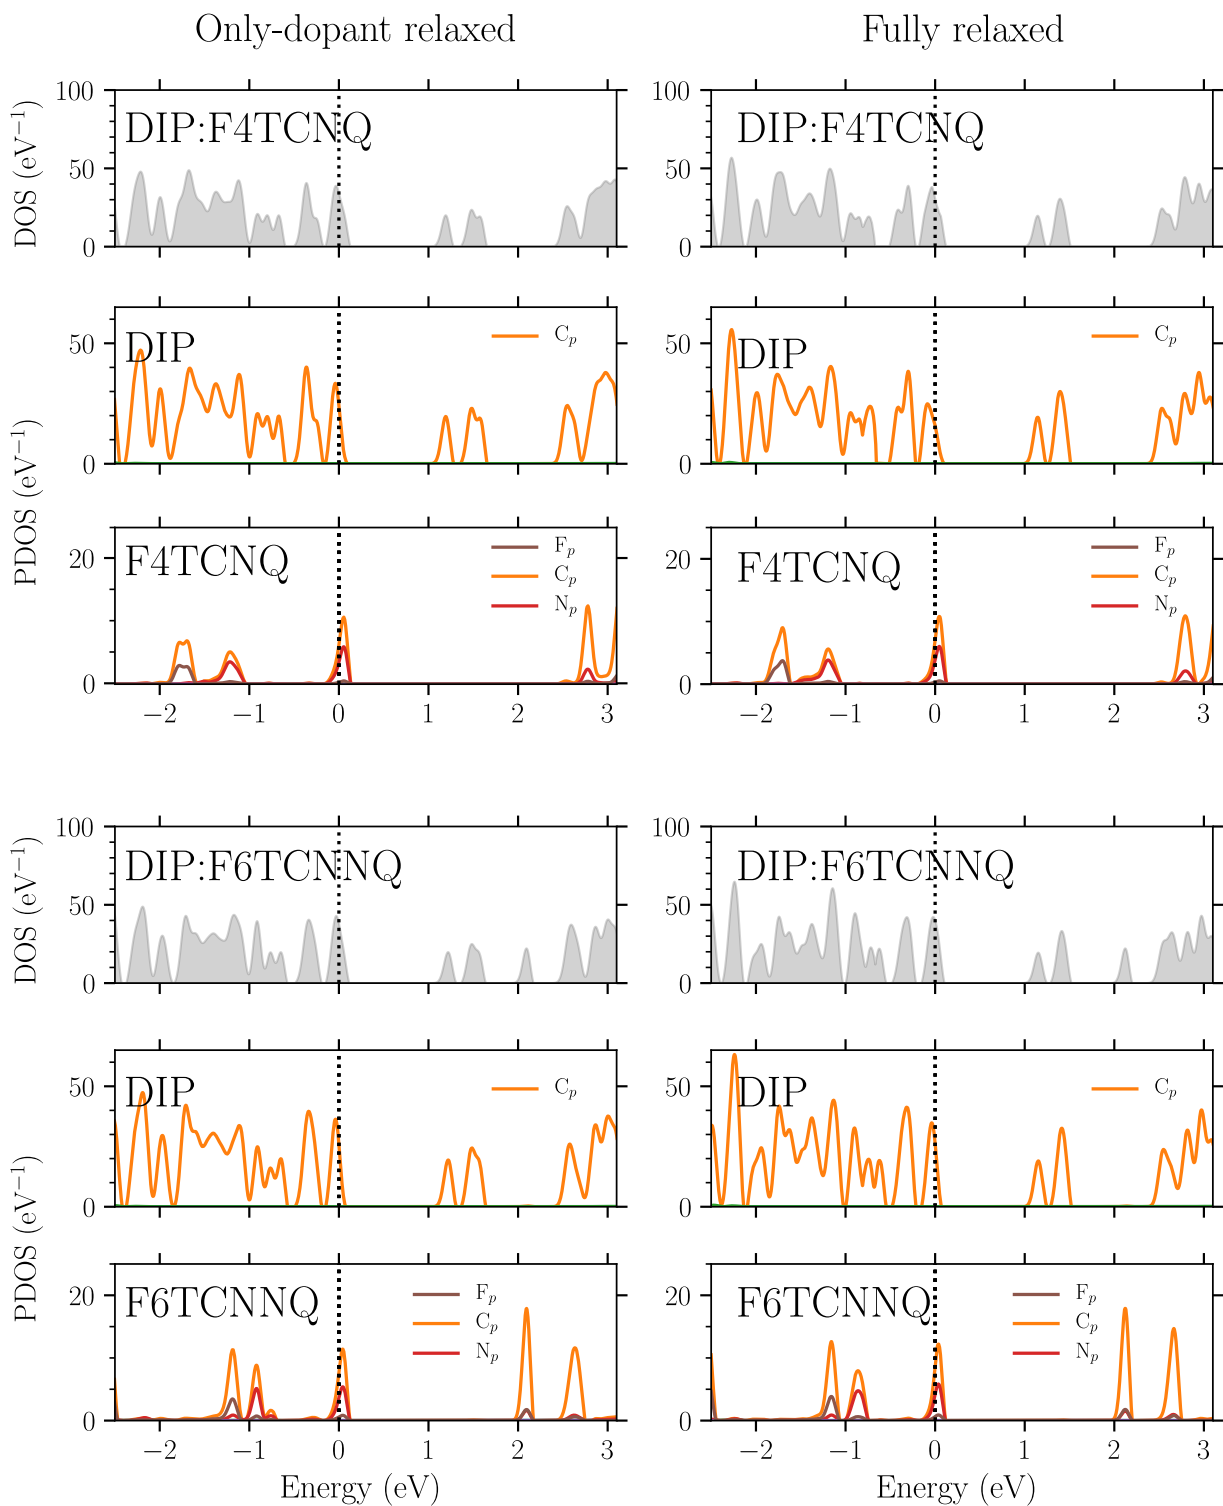 Only-dopant relaxed
Fully relaxed
DOS (eV⁻¹)
100
50
0
DIP:F4TCNQ
100
50
0
DIP:F4TCNQ
PDOS (eV⁻¹)
50
0
DIP
Cₚ
50
0
DIP
Cₚ
20
0
F4TCNQ
Fₚ
Cₚ
Nₚ
−2 −1 0 1 2 3
20
0
F4TCNQ
Fₚ
Cₚ
Nₚ
−2 −1 0 1 2 3
DOS (eV⁻¹)
100
50
0
DIP:F6TCNNQ
100
50
0
DIP:F6TCNNQ
PDOS (eV⁻¹)
50
0
DIP
Cₚ
50
0
DIP
Cₚ
20
0
F6TCNNQ
Fₚ
Cₚ
Nₚ
−2 −1 0 1 2 3
Energy (eV)
20
0
F6TCNNQ
Fₚ
Cₚ
Nₚ
−2 −1 0 1 2 3
Energy (eV)